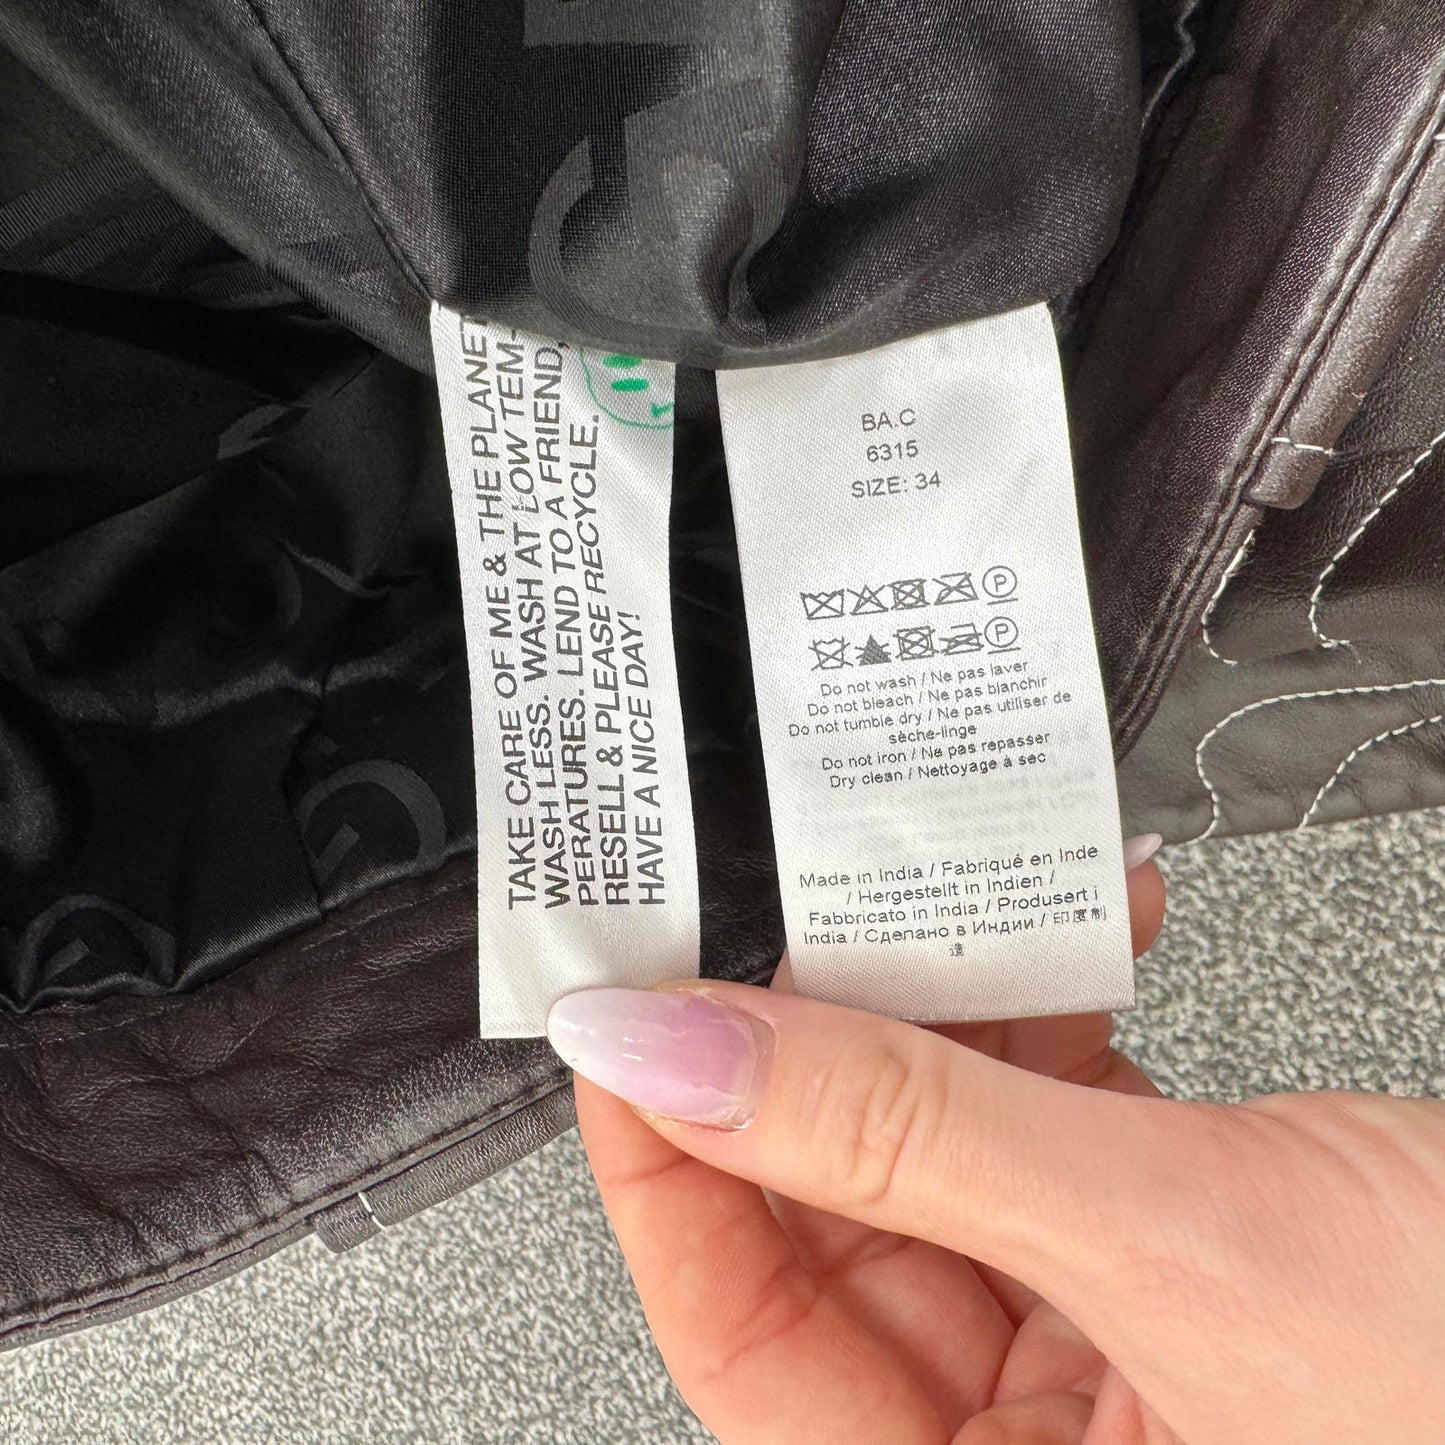 TAKE CARE OF ME & THE PLANET
WASH LESS. WASH AT LOW TEM-
PERATURES. LEND TO A FRIEND,
RESELL & PLEASE RECYCLE.
HAVE A NICE DAY!
BA.C
6315
SIZE: 34
P
P
Do not wash / Ne pas laver
Do not bleach / Ne pas blanchir
Do not tumble dry / Ne pas utiliser de
sèche-linge
Do not iron / Ne pas repasser
Dry clean / Nettoyage à sec
Made in India / Fabriqué en Inde
/ Hergestellt in Indien /
Fabbricato in India / Produsert i
India / Сделано в Индии / 印度制
造